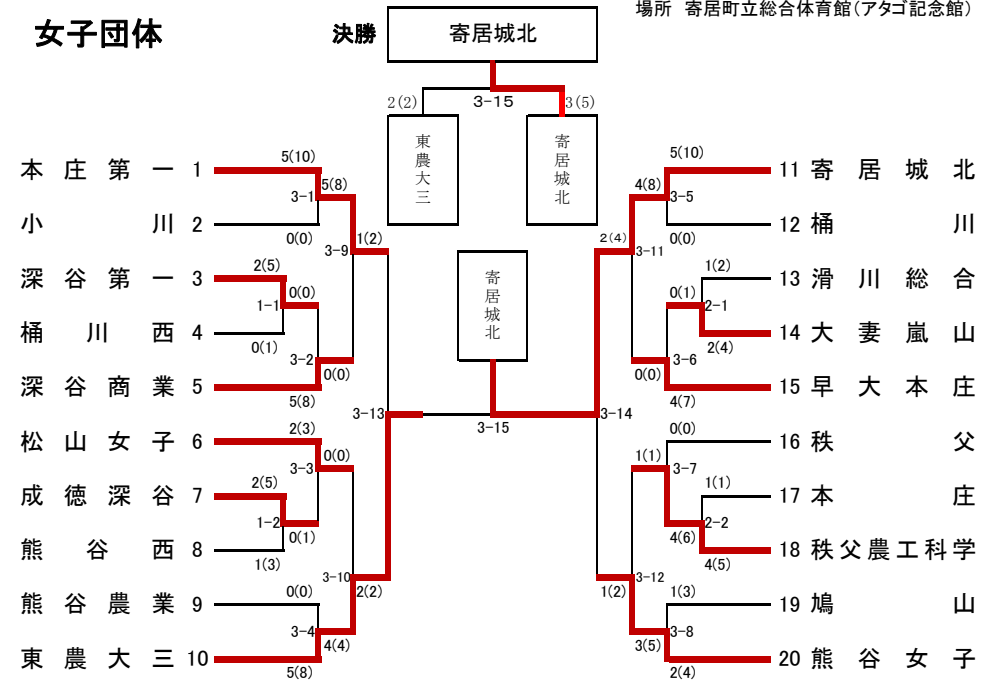 場所 寄居町立総合体育館(アタゴ記念館)
女子団体
決勝
寄居城北
2(2)
3-15
3(5)
東農大三
寄居城北
寄居城北
3-15
本庄第一 1
5(10)
3-1
5(8)
小川 2
0(0)
3-9
1(2)
深谷第一 3
2(5)
1-1
0(0)
桶川西 4
0(1)
3-2
0(0)
深谷商業 5
5(8)
3-13
松山女子 6
2(3)
3-3
0(0)
成徳深谷 7
2(5)
1-2
0(1)
熊谷西 8
1(3)
3-10
2(2)
熊谷農業 9
0(0)
3-4
4(4)
東農大三 10
5(8)
5(10)
11 寄居城北
4(8)
3-5
12 桶川
0(0)
2(4)
3-11
1(2)
13 滑川総合
0(1)
2-1
14 大妻嵐山
2(4)
3-6
0(0)
15 早大本庄
4(7)
3-14
0(0)
16 秩父
1(1)
3-7
1(1)
17 本庄
2-2
4(6)
18 秩父農工科学
4(5)
3-12
1(2)
1(3)
19 鳩山
3-8
3(5)
20 熊谷女子
2(4)